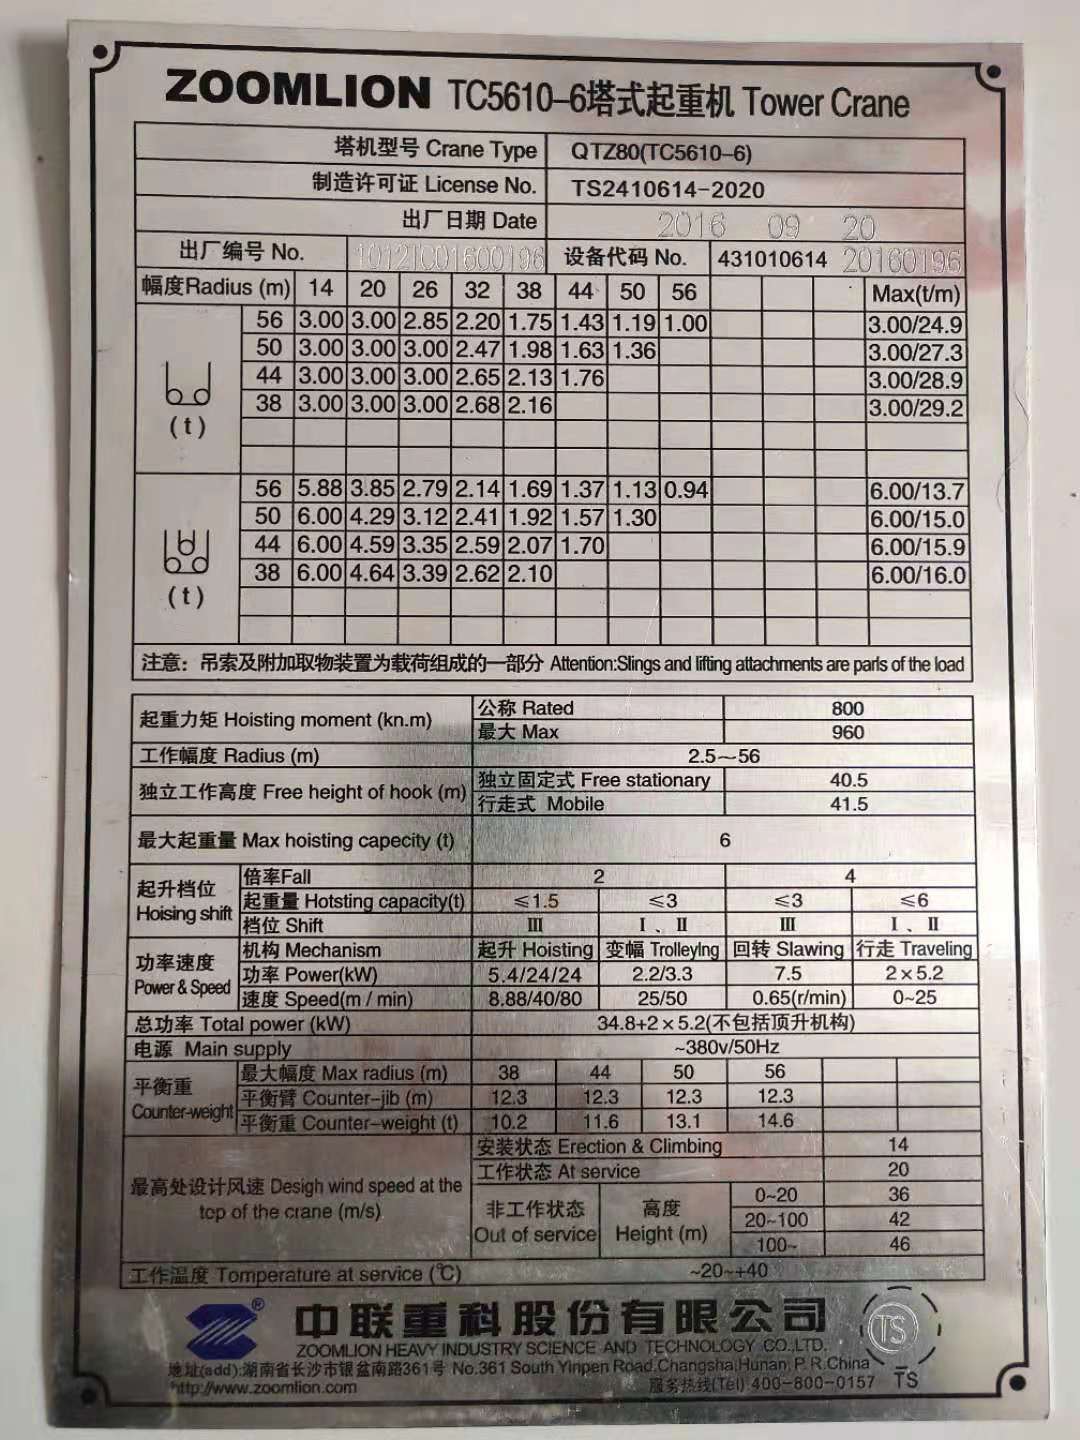 ZOOMLION TC5610-6塔式起重机 Tower Crane
塔机型号 Crane Type QTZ80(TC5610-6)
制造许可证 License No. TS2410614-2020
出厂日期 Date 2016 09 20
出厂编号 No. 1012TC01600196 设备代码 No. 431010614 20160196
幅度Radius (m) 14 20 26 32 38 44 50 56 Max(t/m)
56 3.00 3.00 2.85 2.20 1.75 1.43 1.19 1.00 3.00/24.9
50 3.00 3.00 3.00 2.47 1.98 1.63 1.36 3.00/27.3
44 3.00 3.00 3.00 2.65 2.13 1.76 3.00/28.9
38 3.00 3.00 3.00 2.68 2.16 3.00/29.2
(t)
56 5.88 3.85 2.79 2.14 1.69 1.37 1.13 0.94 6.00/13.7
50 6.00 4.29 3.12 2.41 1.92 1.57 1.30 6.00/15.0
44 6.00 4.59 3.35 2.59 2.07 1.70 6.00/15.9
38 6.00 4.64 3.39 2.62 2.10 6.00/16.0
(t)
注意：吊索及附加取物装置为载荷组成的一部分 Attention:Slings and lifting attachments are parls of the load
起重力矩 Hoisting moment (kn.m) 公称 Rated 800
最大 Max 960
工作幅度 Radius (m) 2.5~56
独立工作高度 Free height of hook (m) 独立固定式 Free stationary 40.5
行走式 Mobile 41.5
最大起重量 Max hoisting capecity (t) 6
起升档位 Hoising shift 倍率Fall 2 4
起重量 Hotsting capacity(t) ≤1.5 ≤3 ≤3 ≤6
档位 Shift Ⅲ Ⅰ、Ⅱ Ⅲ Ⅰ、Ⅱ
功率速度 Power & Speed 机构 Mechanism 起升 Hoisting 变幅 TrolleyIng 回转 Slawing 行走 Traveling
功率 Power(kW) 5.4/24/24 2.2/3.3 7.5 2×5.2
速度 Speed(m / min) 8.88/40/80 25/50 0.65(r/min) 0~25
总功率 Total power (kW) 34.8+2×5.2(不包括顶升机构)
电源 Main supply ~380v/50Hz
平衡重 Counter-weight 最大幅度 Max radius (m) 38 44 50 56
平衡臂 Counter-jib (m) 12.3 12.3 12.3 12.3
平衡重 Counter-weight (t) 10.2 11.6 13.1 14.6
最高处设计风速 Desigh wind speed at the top of the crane (m/s) 安装状态 Erection & Climbing 14
工作状态 At service 20
非工作状态 Out of service 高度 Height (m) 0~20 36
20~100 42
100~ 46
工作温度 Tomperature at service (℃) ~20~+40
® 中联重科股份有限公司 TS
ZOOMLION HEAVY INDUSTRY SCIENCE AND TECHNOLOGY CO.,LTD.
地址(add):湖南省长沙市银盆南路361号 No.361 South Yinpen Road,Changsha,Hunan, P. R.China
http://www.zoomlion.com 服务热线(Tel):400-800-0157 TS